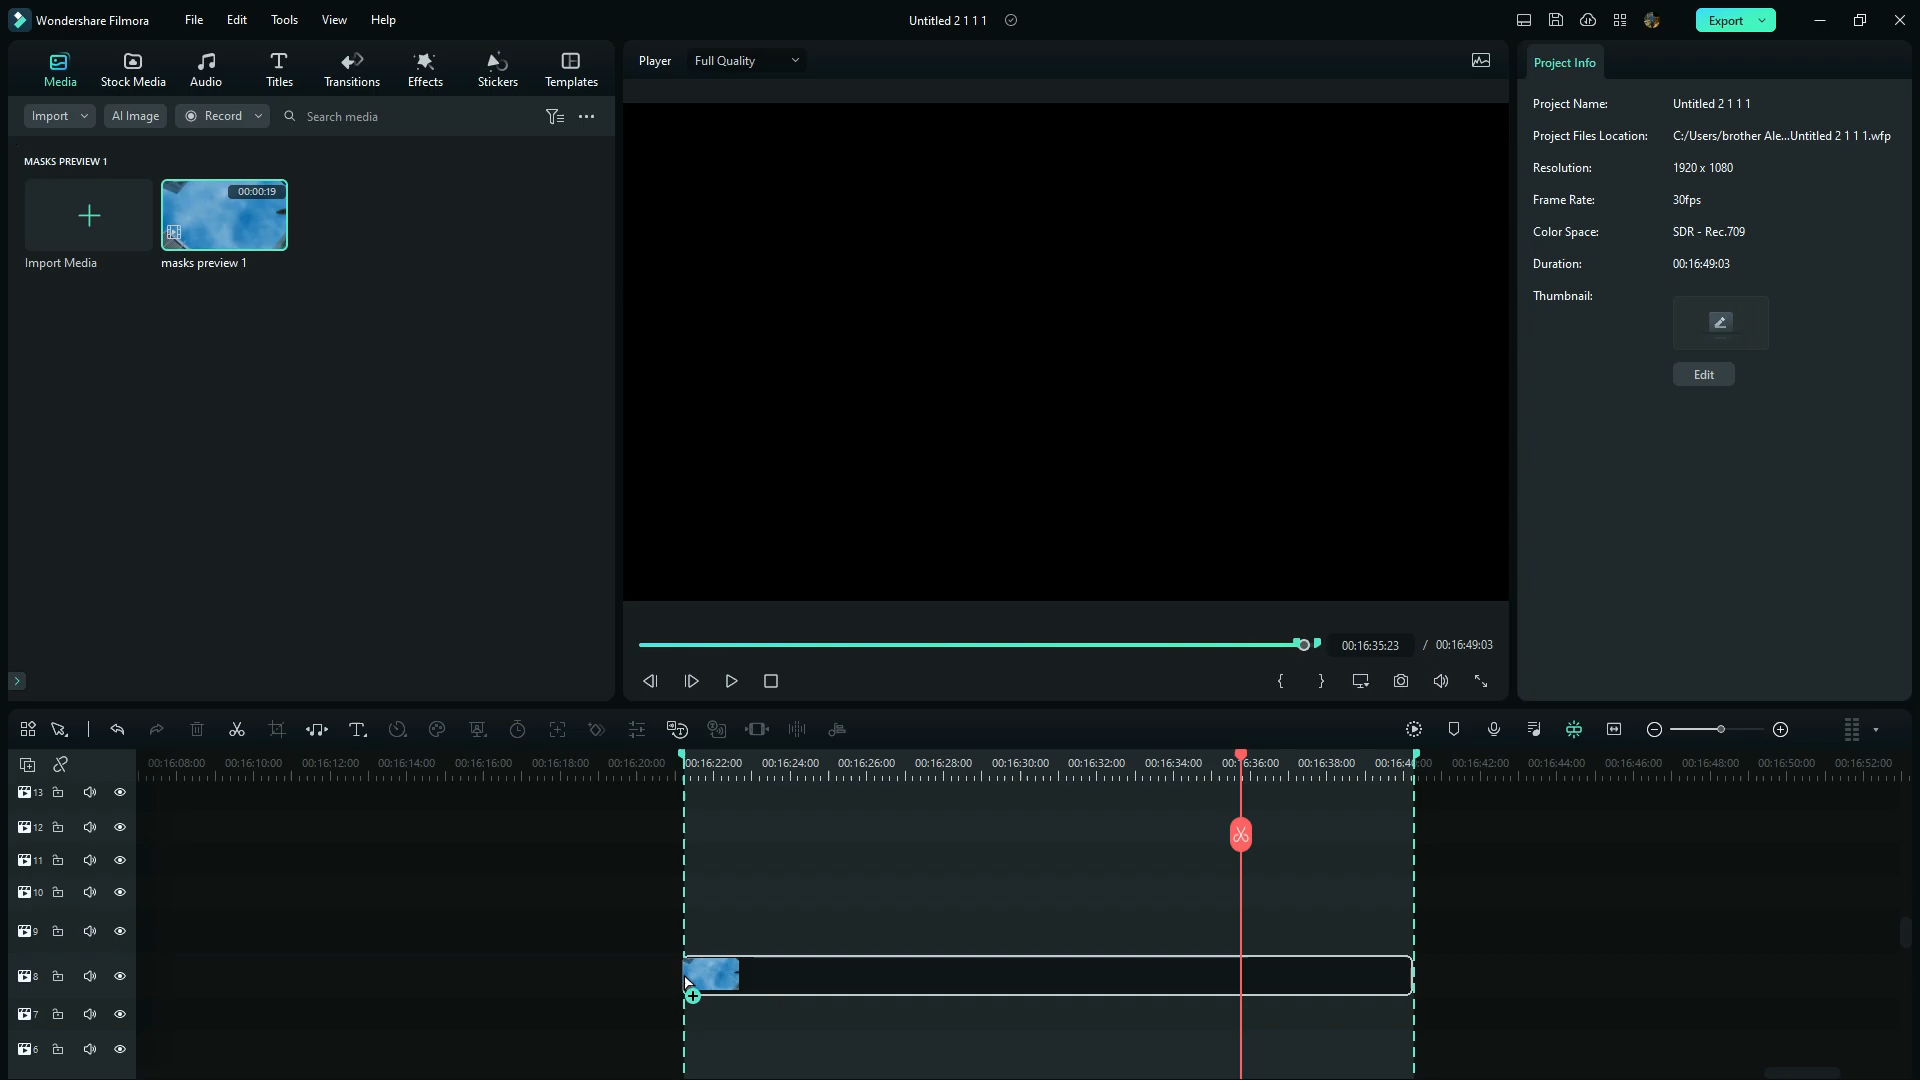 Wondershare Filmora
File
Edit
Tools
View
Help
Untitled 2 1 1 1
Export
Media
Stock Media
Audio
Titles
Transitions
Effects
Stickers
Templates
Player
Full Quality
Project Info
Import
AI Image
Record
Search media
MASKS PREVIEW 1
00:00:19
Import Media
masks preview 1
Project Name:
Untitled 2 1 1 1
Project Files Location:
C:/Users/brother Ale...Untitled 2 1 1 1.wfp
Resolution:
1920 x 1080
Frame Rate:
30fps
Color Space:
SDR - Rec.709
Duration:
00:16:49:03
Thumbnail:
Edit
00:16:35:23
/
00:16:49:03
00:16:08:00
00:16:10:00
00:16:12:00
00:16:14:00
00:16:16:00
00:16:18:00
00:16:20:00
00:16:22:00
00:16:24:00
00:16:26:00
00:16:28:00
00:16:30:00
00:16:32:00
00:16:34:00
00:16:36:00
00:16:38:00
00:16:40:00
00:16:42:00
00:16:44:00
00:16:46:00
00:16:48:00
00:16:50:00
00:16:52:00
13
12
11
10
9
8
7
6